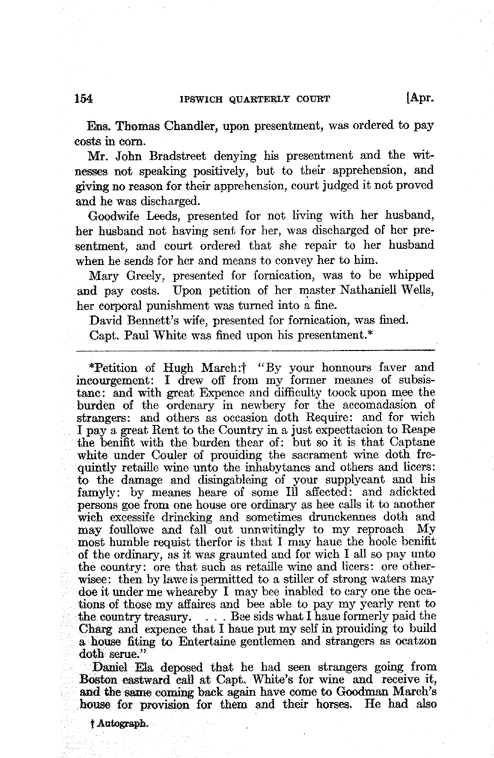 154 IPSWICH QUARTERLY COURT [Apr.
Ens. Thomas Chandler, upon presentment, was ordered to pay
costs in corn.
Mr. John Bradstreet denying his presentment and the wit-
nesses not speaking positively, but to their apprehension, and
giving no reason for their apprehension, court judged it not proved
and he was discharged.
Goodwife Leeds, presented for not living with her husband,
her husband not having sent for her, was discharged of her pre-
sentment, and court ordered that she repair to her husband
when he sends for her and means to convey her to him.
Mary Greely, presented for fornication, was to be whipped
and pay costs. Upon petition of her master Nathaniell Wells,
her corporal punishment was turned into a fine.
David Bennett's wife, presented for fornication, was fined.
Capt. Paul White was fined upon his presentment.*
*Petition of Hugh March:† "By your honnours faver and
incourgement: I drew off from my former meanes of subsis-
tanc: and with great Expence and difficulty toock upon mee the
burden of the ordenary in newbery for the accomadasion of
strangers: and others as occasion doth Require: and for wich
I pay a great Rent to the Country in a just expecttacion to Reape
the benifit with the burden thear of: but so it is that Captane
white under Couler of prouiding the sacrament wine doth fre-
quintly retaille wine unto the inhabytancs and others and licers:
to the damage and disingableing of your supplycant and his
famyly: by meanes heare of some Ill affected: and adickted
persons goe from one house ore ordinary as hee calls it to another
wich excessife drincking and sometimes drunckennes doth and
may foullowe and fall out unnwitingly to my reproach My
most humble requist therfor is that I may haue the hoole benifit
of the ordinary, as it was graunted and for wich I all so pay unto
the country: ore that such as retaille wine and licers: ore other-
wisee: then by lawe is permitted to a stiller of strong waters may
doe it under me wheareby I may bee inabled to cary one the oca-
tions of those my affaires and bee able to pay my yearly rent to
the country treasury. . . . Bee sids what I haue formerly paid the
Charg and expence that I haue put my self in prouiding to build
a house fiting to Entertaine gentlemen and strangers as ocatzon
doth serue."
Daniel Ela deposed that he had seen strangers going from
Boston eastward call at Capt. White's for wine and receive it,
and the same coming back again have come to Goodman March's
house for provision for them and their horses. He had also
† Autograph.